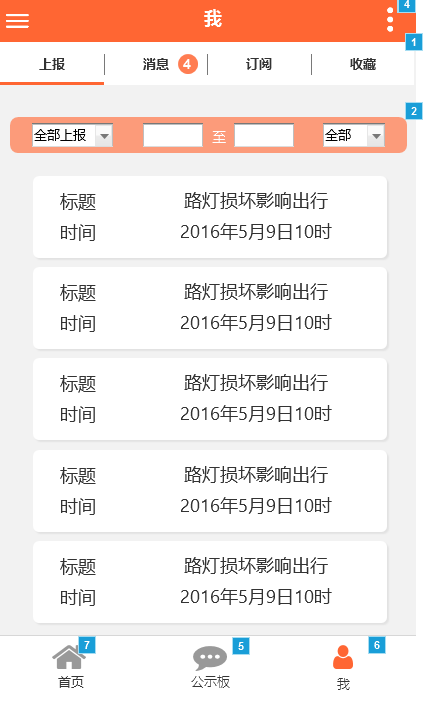 我
4
1
上报 消息 4 订阅 收藏
2
全部上报 至 全部
标题 路灯损坏影响出行
时间 2016年5月9日10时
标题 路灯损坏影响出行
时间 2016年5月9日10时
标题 路灯损坏影响出行
时间 2016年5月9日10时
标题 路灯损坏影响出行
时间 2016年5月9日10时
标题 路灯损坏影响出行
时间 2016年5月9日10时
7 5 6
首页 公示板 我